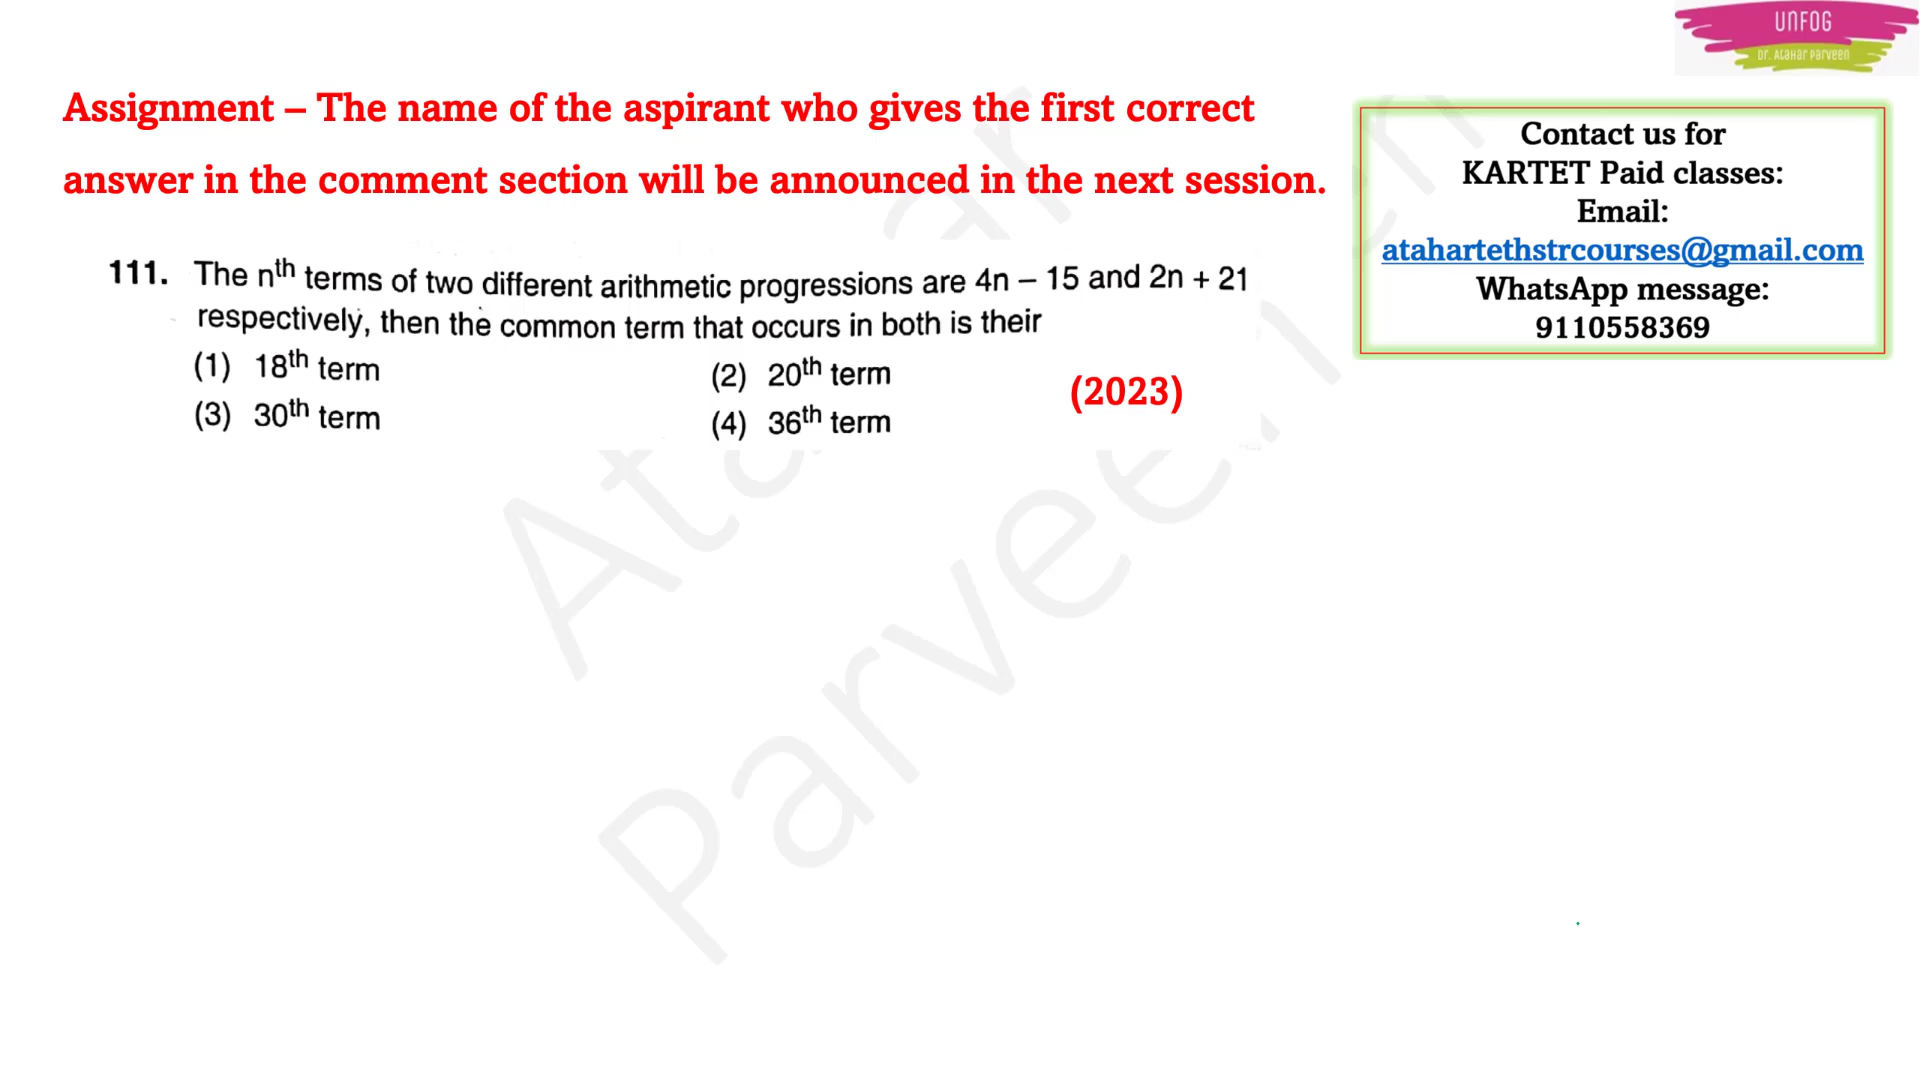 UNFOG
Dr. Atahar Parveen
Assignment – The name of the aspirant who gives the first correct
answer in the comment section will be announced in the next session.
Contact us for
KARTET Paid classes:
Email:
atahartethstrcourses@gmail.com
WhatsApp message:
9110558369
111. The nth terms of two different arithmetic progressions are 4n – 15 and 2n + 21
respectively, then the common term that occurs in both is their
(1) 18th term (2) 20th term
(3) 30th term (4) 36th term
(2023)
Parveen